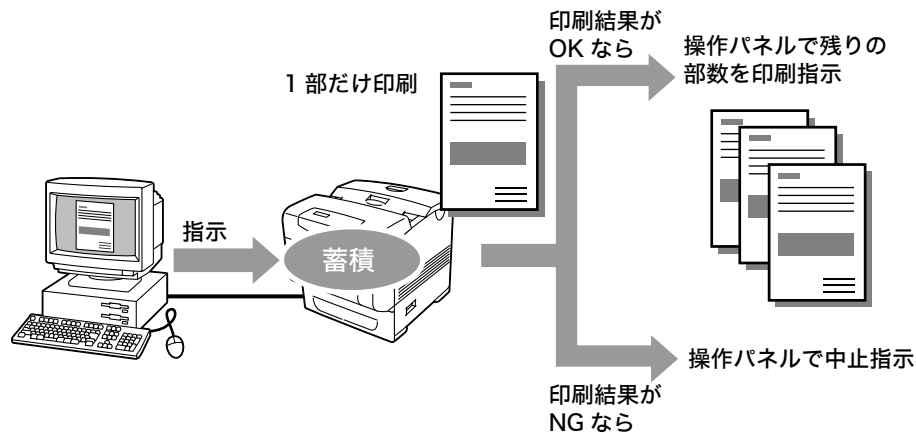 指示
蓄積
1 部だけ印刷
印刷結果が
OK なら
操作パネルで残りの
部数を印刷指示
印刷結果が
NG なら
操作パネルで中止指示